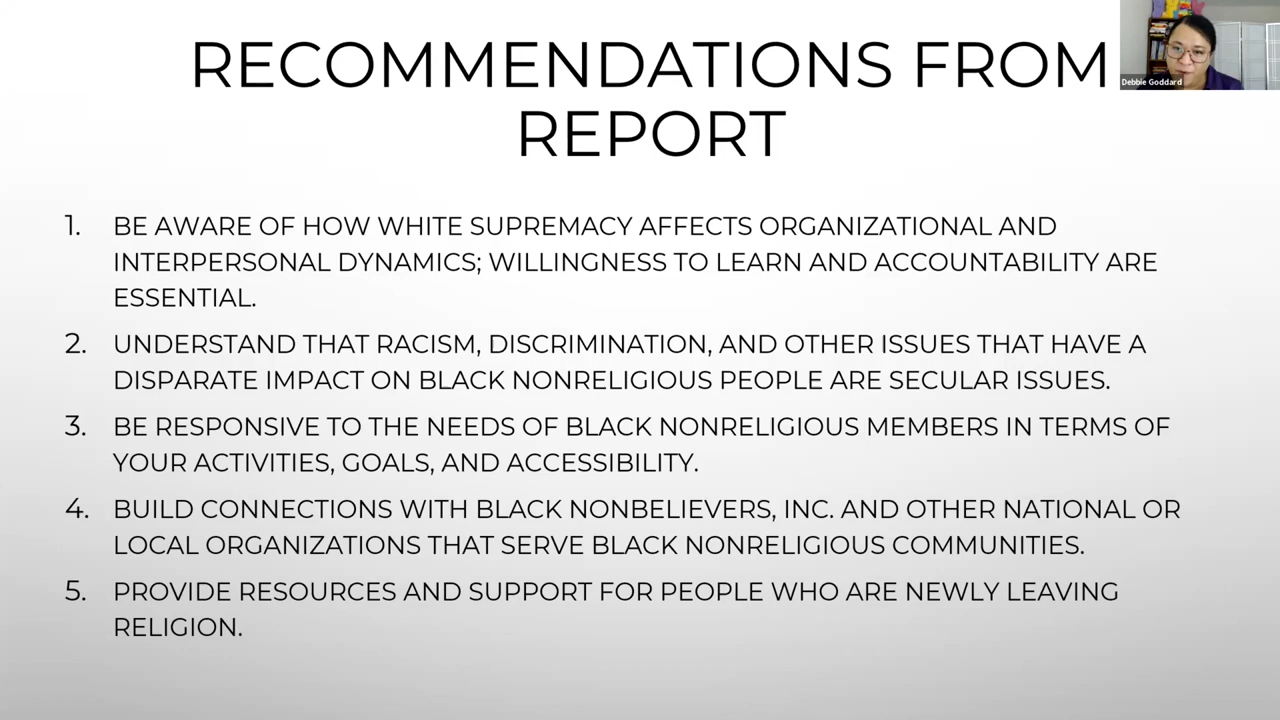 RECOMMENDATIONS FROM
REPORT
Debbie Goddard
1. BE AWARE OF HOW WHITE SUPREMACY AFFECTS ORGANIZATIONAL AND
INTERPERSONAL DYNAMICS; WILLINGNESS TO LEARN AND ACCOUNTABILITY ARE
ESSENTIAL.
2. UNDERSTAND THAT RACISM, DISCRIMINATION, AND OTHER ISSUES THAT HAVE A
DISPARATE IMPACT ON BLACK NONRELIGIOUS PEOPLE ARE SECULAR ISSUES.
3. BE RESPONSIVE TO THE NEEDS OF BLACK NONRELIGIOUS MEMBERS IN TERMS OF
YOUR ACTIVITIES, GOALS, AND ACCESSIBILITY.
4. BUILD CONNECTIONS WITH BLACK NONBELIEVERS, INC. AND OTHER NATIONAL OR
LOCAL ORGANIZATIONS THAT SERVE BLACK NONRELIGIOUS COMMUNITIES.
5. PROVIDE RESOURCES AND SUPPORT FOR PEOPLE WHO ARE NEWLY LEAVING
RELIGION.